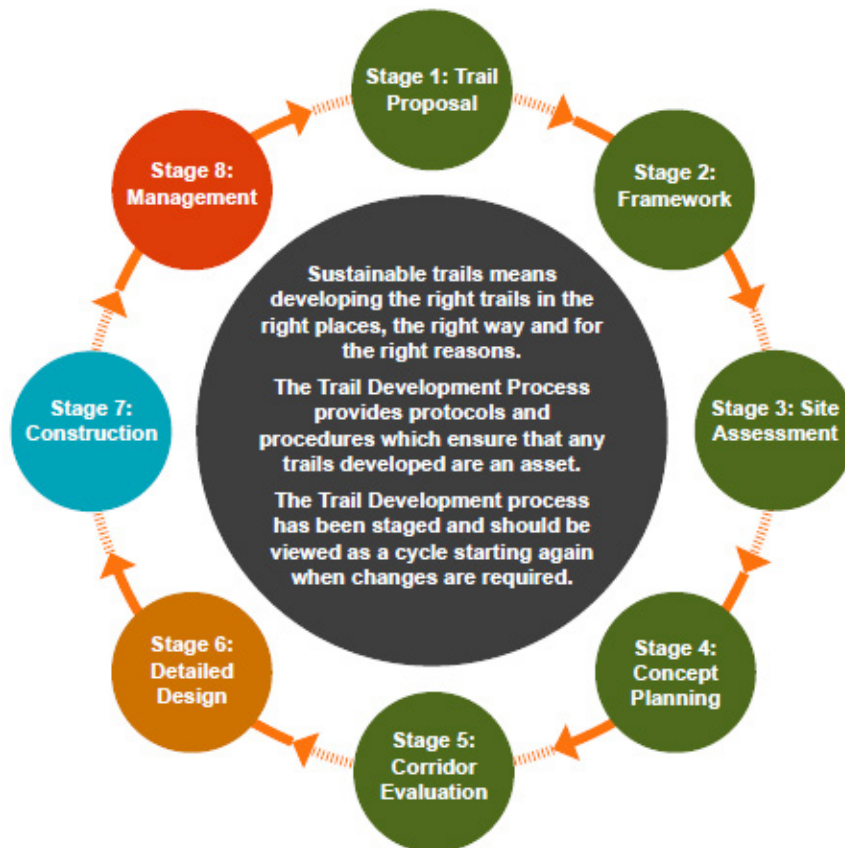 Stage 1: Trail
Proposal
Stage 2:
Framework
Stage 3: Site
Assessment
Stage 4:
Concept
Planning
Stage 5:
Corridor
Evaluation
Stage 6:
Detailed
Design
Stage 7:
Construction
Stage 8:
Management
Sustainable trails means
developing the right trails in the
right places, the right way and for
the right reasons.
The Trail Development Process
provides protocols and
procedures which ensure that any
trails developed are an asset.
The Trail Development process
has been staged and should be
viewed as a cycle starting again
when changes are required.